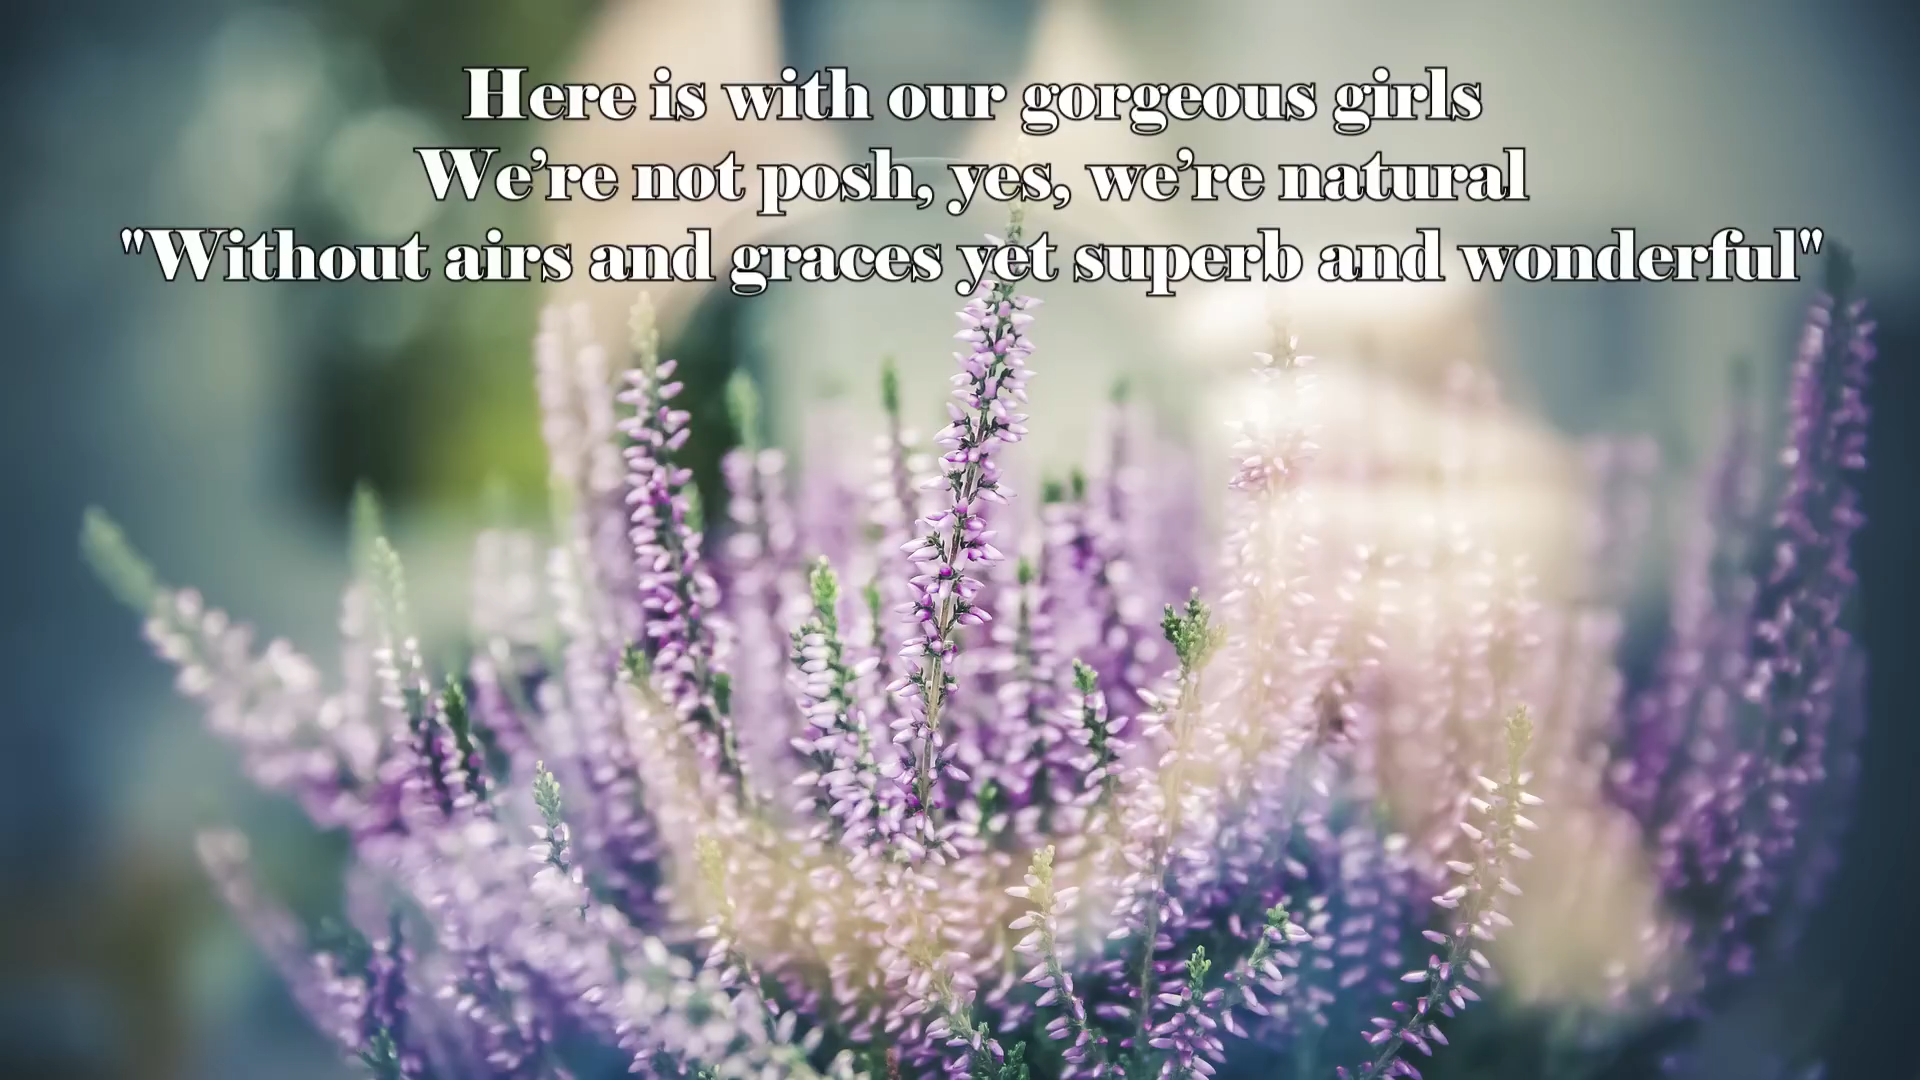 Here is with our gorgeous girls
We’re not posh, yes, we’re natural
"Without airs and graces yet superb and wonderful"